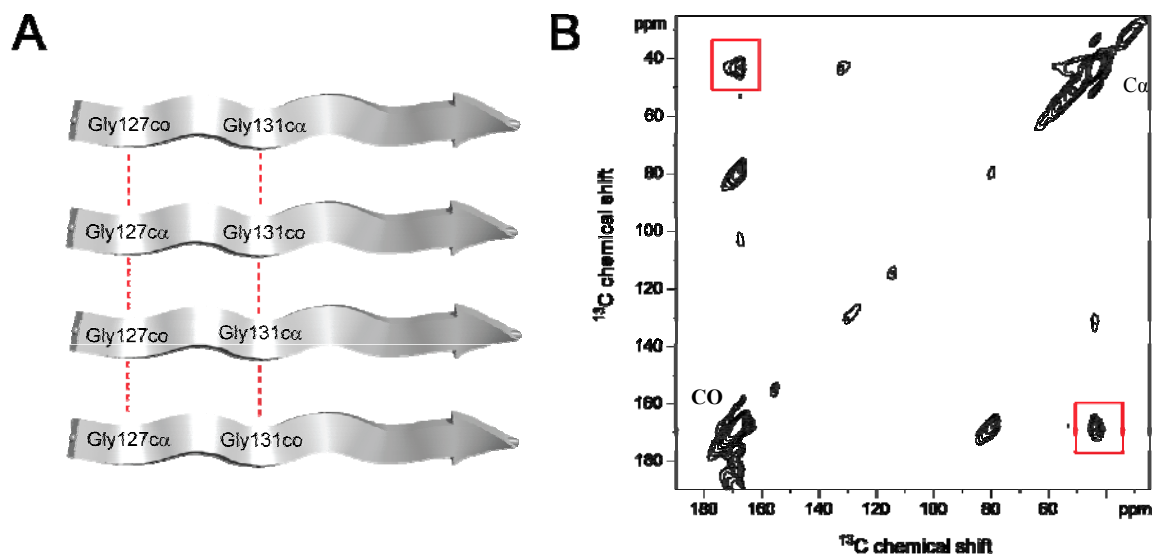 A
B
Gly127co Gly131cα
Gly127cα Gly131co
Gly127co Gly131cα
Gly127cα Gly131co
ppm
40
60
80
100
120
140
160
180
13C chemical shift
Cα
CO
180 160 140 120 100 80 60 ppm
13C chemical shift